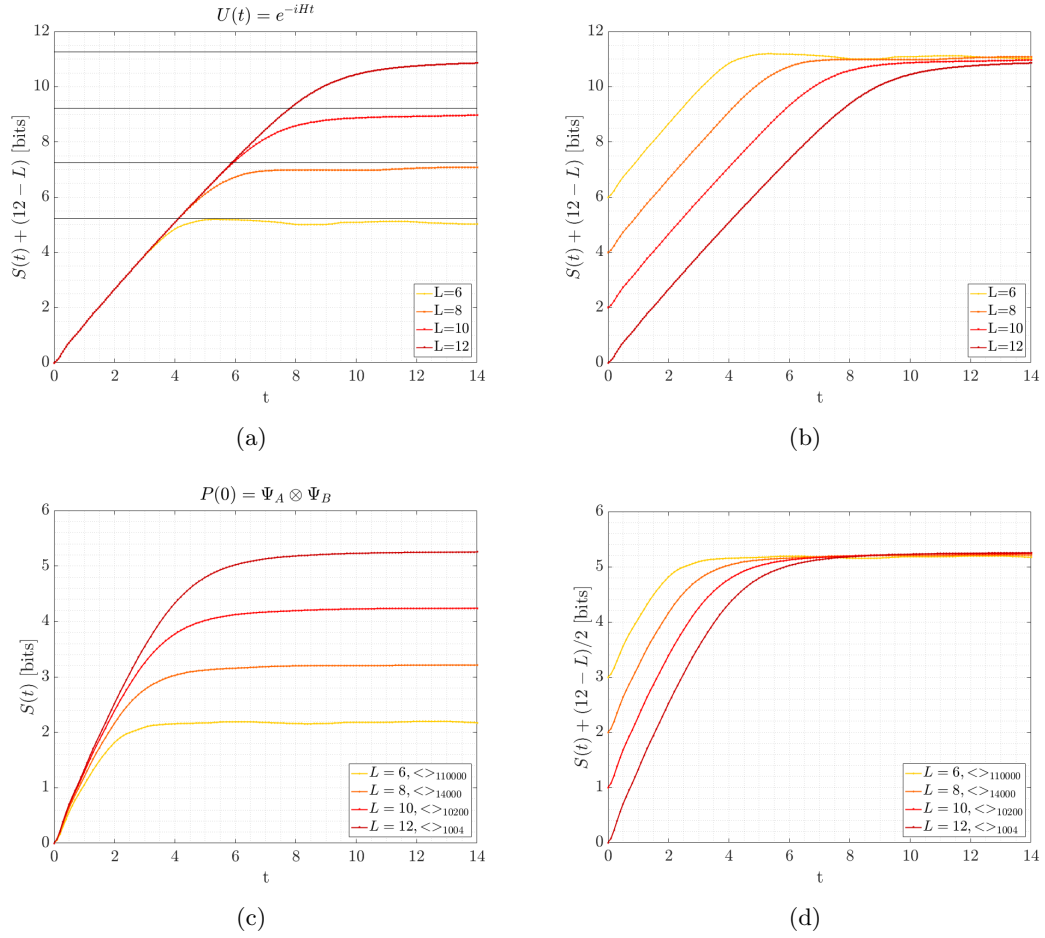 U(t) = e^{-iHt}
S(t) + (12 − L) [bits]
12
10
8
6
4
2
0
0 2 4 6 8 10 12 14
t
L=6
L=8
L=10
L=12
(a)
S(t) + (12 − L) [bits]
12
10
8
6
4
2
0
0 2 4 6 8 10 12 14
t
L=6
L=8
L=10
L=12
(b)
P(0) = Ψ_A ⊗ Ψ_B
S(t) [bits]
6
5
4
3
2
1
0
0 2 4 6 8 10 12 14
t
L = 6, <>_{110000}
L = 8, <>_{14000}
L = 10, <>_{10200}
L = 12, <>_{1004}
(c)
S(t) + (12 − L)/2 [bits]
6
5
4
3
2
1
0
0 2 4 6 8 10 12 14
t
L = 6, <>_{110000}
L = 8, <>_{14000}
L = 10, <>_{10200}
L = 12, <>_{1004}
(d)